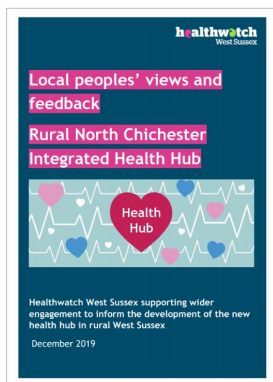 healthwatch
West Sussex
Local peoples' views and
feedback
Rural North Chichester
Integrated Health Hub
Health
Hub
Healthwatch West Sussex supporting wider
engagement to inform the development of the new
health hub in rural West Sussex
December 2019